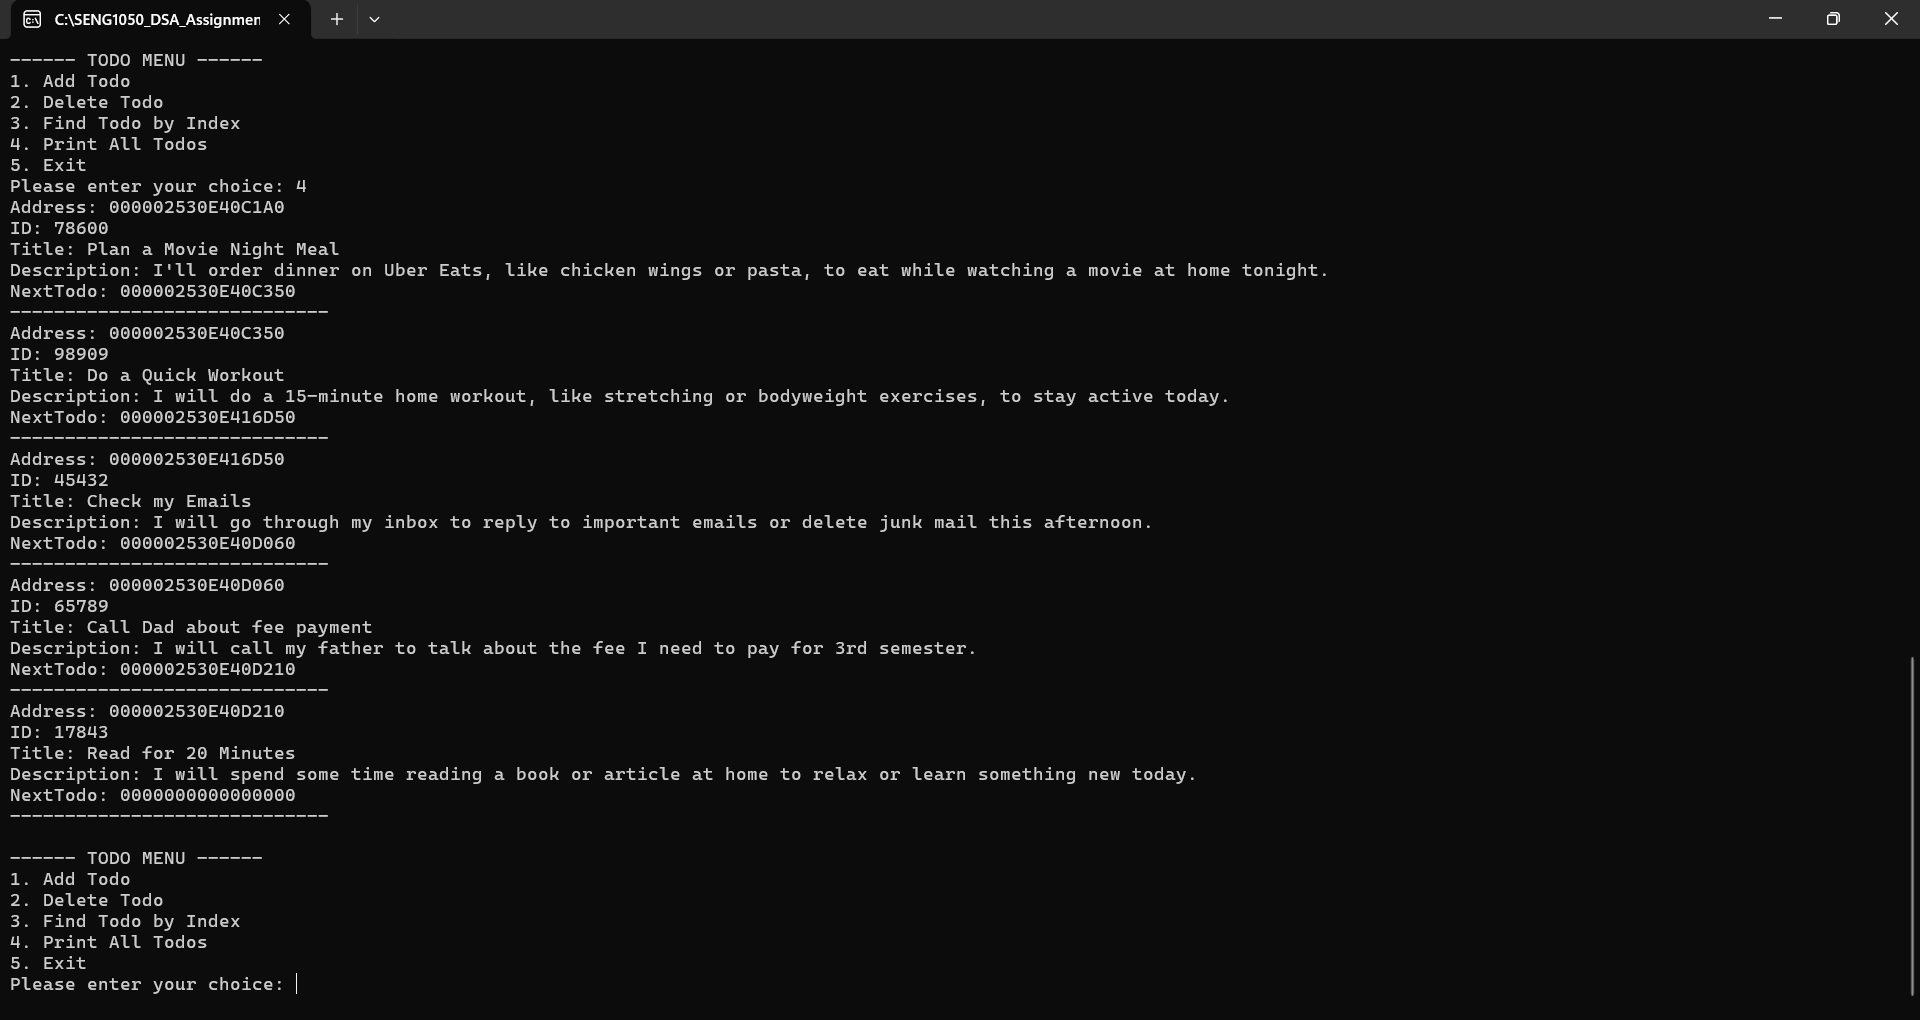 C:\SENG1050_DSA_Assignmen
------ TODO MENU ------
1. Add Todo
2. Delete Todo
3. Find Todo by Index
4. Print All Todos
5. Exit
Please enter your choice: 4
Address: 000002530E40C1A0
ID: 78600
Title: Plan a Movie Night Meal
Description: I'll order dinner on Uber Eats, like chicken wings or pasta, to eat while watching a movie at home tonight.
NextTodo: 000002530E40C350
-----------------------------
Address: 000002530E40C350
ID: 98909
Title: Do a Quick Workout
Description: I will do a 15-minute home workout, like stretching or bodyweight exercises, to stay active today.
NextTodo: 000002530E416D50
-----------------------------
Address: 000002530E416D50
ID: 45432
Title: Check my Emails
Description: I will go through my inbox to reply to important emails or delete junk mail this afternoon.
NextTodo: 000002530E40D060
-----------------------------
Address: 000002530E40D060
ID: 65789
Title: Call Dad about fee payment
Description: I will call my father to talk about the fee I need to pay for 3rd semester.
NextTodo: 000002530E40D210
-----------------------------
Address: 000002530E40D210
ID: 17843
Title: Read for 20 Minutes
Description: I will spend some time reading a book or article at home to relax or learn something new today.
NextTodo: 0000000000000000
-----------------------------
------ TODO MENU ------
1. Add Todo
2. Delete Todo
3. Find Todo by Index
4. Print All Todos
5. Exit
Please enter your choice: